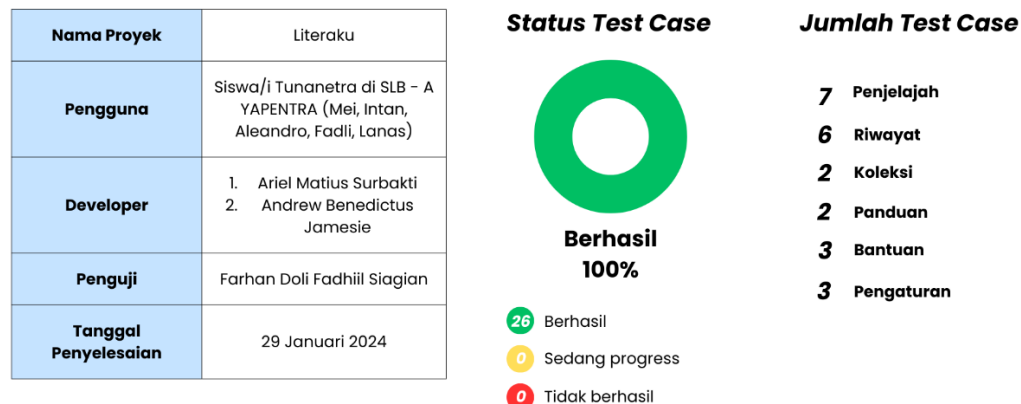 Nama Proyek
Literaku
Pengguna
Siswa/i Tunanetra di SLB - A
YAPENTRA (Mei, Intan,
Aleandro, Fadli, Lanas)
Developer
1. Ariel Matius Surbakti
2. Andrew Benedictus
Jamesie
Penguji
Farhan Doli Fadhiil Siagian
Tanggal
Penyelesaian
29 Januari 2024
Status Test Case
Berhasil
100%
26 Berhasil
0 Sedang progress
0 Tidak berhasil
Jumlah Test Case
7 Penjelajah
6 Riwayat
2 Koleksi
2 Panduan
3 Bantuan
3 Pengaturan